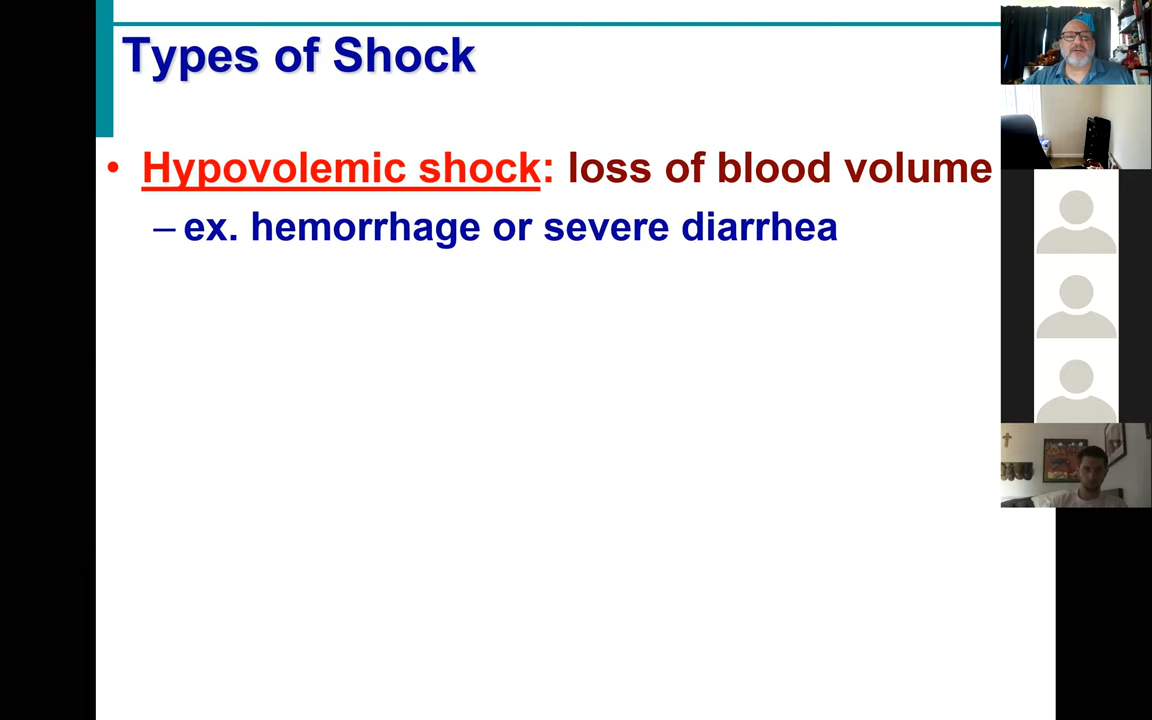 Types of Shock
• Hypovolemic shock: loss of blood volume
– ex. hemorrhage or severe diarrhea